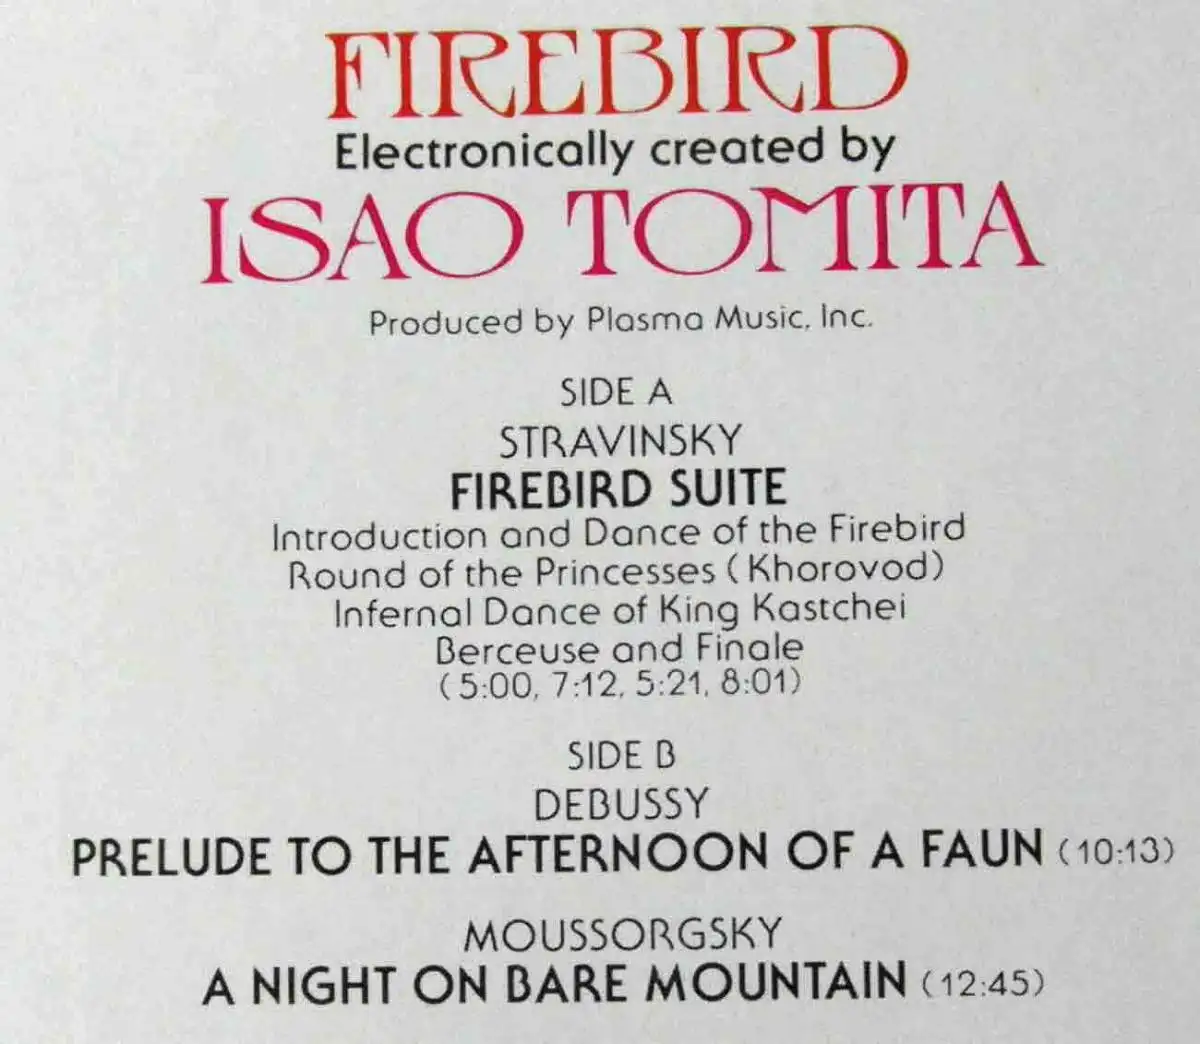 FIREBIRD
Electronically created by
ISAO TOMITA
Produced by Plasma Music, Inc.
SIDE A
STRAVINSKY
FIREBIRD SUITE
Introduction and Dance of the Firebird
Round of the Princesses (Khorovod)
Infernal Dance of King Kastchei
Berceuse and Finale
(5:00, 7:12, 5:21, 8:01)
SIDE B
DEBUSSY
PRELUDE TO THE AFTERNOON OF A FAUN (10:13)
MOUSSORGSKY
A NIGHT ON BARE MOUNTAIN (12:45)